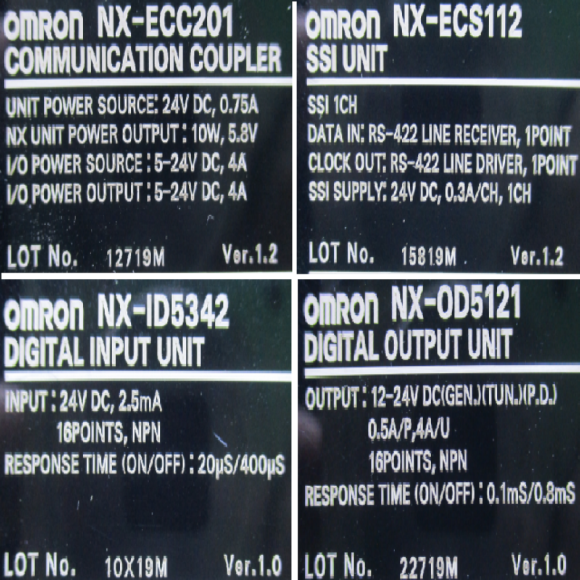 OMRON NX-ECC201
COMMUNICATION COUPLER
UNIT POWER SOURCE: 24V DC, 0.75A
NX UNIT POWER OUTPUT: 10W, 5.8V
I/O POWER SOURCE: 5-24V DC, 4A
I/O POWER OUTPUT: 5-24V DC, 4A
LOT No. 12719M Ver.1.2
OMRON NX-ECS112
SSI UNIT
SSI 1CH
DATA IN: RS-422 LINE RECEIVER, 1POINT
CLOCK OUT: RS-422 LINE DRIVER, 1POINT
SSI SUPPLY: 24V DC, 0.3A/CH, 1CH
LOT No. 15819M Ver.1.2
OMRON NX-ID5342
DIGITAL INPUT UNIT
INPUT: 24V DC, 2.5mA
16POINTS, NPN
RESPONSE TIME (ON/OFF): 20µS/400µS
LOT No. 10X19M Ver.1.0
OMRON NX-OD5121
DIGITAL OUTPUT UNIT
OUTPUT: 12-24V DC(GEN.)(TUN.)(P.D.)
0.5A/P,4A/U
16POINTS, NPN
RESPONSE TIME (ON/OFF): 0.1mS/0.8mS
LOT No. 22719M Ver.1.0